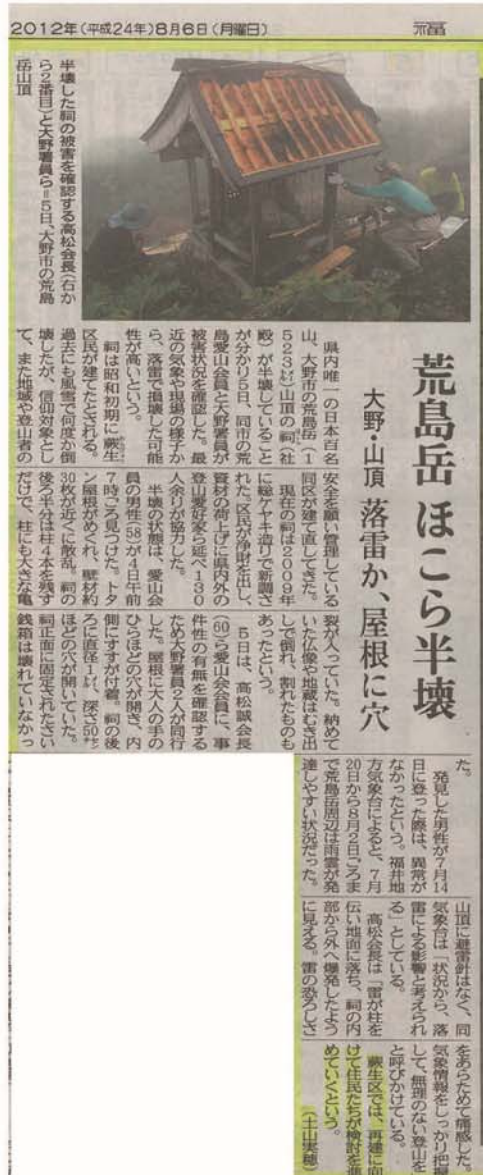 2012年(平成24年)8月6日(月曜日)
福
半壊した祠の被害を確認する高松会長(右か
ら2番目)と大野署員ら=5日、大野市の荒島
岳山頂
荒島岳 ほこら半壊
大野・山頂 落雷か、屋根に穴
県内唯一の日本百名
山、大野市の荒島岳(1
523㍍)山頂の祠(社
殿)が半壊していること
が分かり5日、同市の荒
島愛山会員と大野署員が
被害状況を確認した。最
近の気象や現場の様子か
ら、落雷で損壊した可能
性が高いという。
祠は昭和初期に蕨生
区民が建てたとされる。
過去にも風雪で何度か倒
壊したが、信仰対象とし
て、また地域や登山者の
安全を願い管理している
同区が建て直してきた。
現在の祠は2009年
に総ケヤキ造りで新調さ
れた。区民が浄財を出し、
資材の荷上げに県内外の
登山愛好家ら延べ130
人余りが協力した。
半壊の状態は、愛山会
員の男性(58)が4日午前
7時ごろ見つけた。トタ
ン屋根がめくれ、壁材約
30枚が近くに散乱。祠の
後ろ半分は柱4本を残す
だけで、柱にも大きな亀
裂が入っていた。納めて
いた仏像や地蔵はむき出
しで倒れ、割れたものも
あったという。
5日は、高松誠会長
(60)ら愛山会会員に、事
件性の有無を確認する
ため大野署員2人が同行
した。屋根に大人の手の
ひらほどの穴が開き、内
側にすすが付着。祠の後
ろに直径1㍍、深さ50㌢
ほどの穴が開いていた。
祠正面に固定されたさい
銭箱は壊れていなかっ
た。
発見した男性が7月14
日に登った際は、異常が
なかったという。福井地
方気象台によると、7月
20日から8月2日ごろま
で荒島岳周辺は雨雲が発
達しやすい状況だった。
山頂に避雷針はなく、同
気象台は「状況から、落
雷による影響と考えられ
る」としている。
高松会長は「雷が柱を
伝い地面に落ち、祠の内
部から外へ爆発したよう
に見える。雷の恐ろしさ
をあらためて痛感した。
気象情報をしっかり把握
して、無理のない登山を」
と呼びかけている。
蕨生区では、再建に向
けて住民たちが検討を進
めていくという。
(土山実穂)